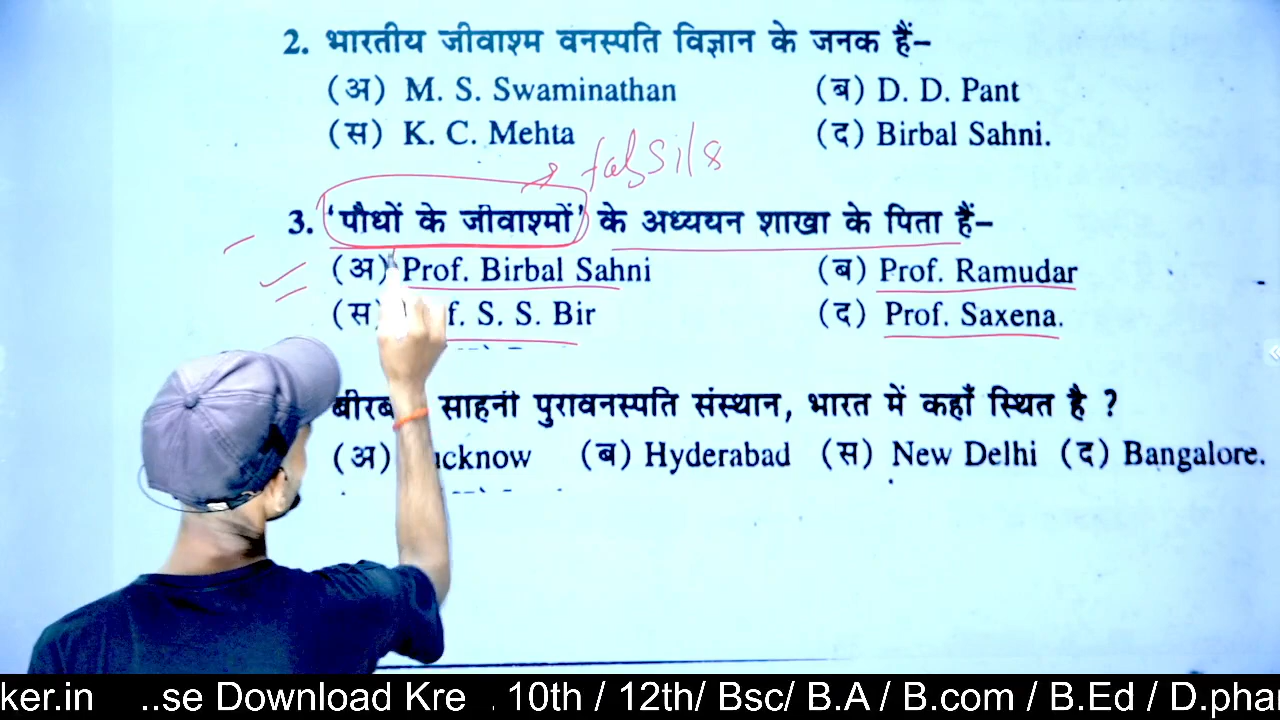 2. भारतीय जीवाश्म वनस्पति विज्ञान के जनक हैं–
(अ) M. S. Swaminathan (ब) D. D. Pant
(स) K. C. Mehta (द) Birbal Sahni.
3. 'पौधों के जीवाश्मों' के अध्ययन शाखा के पिता हैं–
(अ) Prof. Birbal Sahni (ब) Prof. Ramudar
(स) S. S. Bir (द) Prof. Saxena.
साहनी पुरावनस्पति संस्थान, भारत में कहाँ स्थित है ?
(अ) (ब) Hyderabad (स) New Delhi (द) Bangalore.
ker.in ..se Download Kre 10th / 12th/ Bsc/ B.A / B.com / B.Ed / D.phar